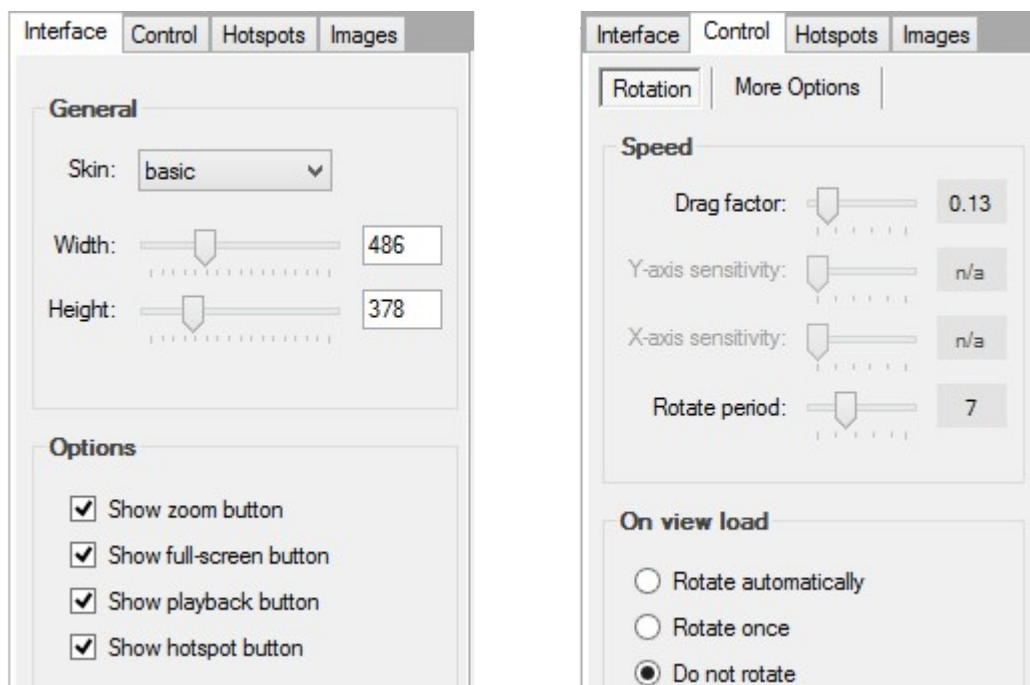 Interface Control Hotspots Images
General
Skin: basic
Width: 486
Height: 378
Options
Show zoom button
Show full-screen button
Show playback button
Show hotspot button
Interface Control Hotspots Images
Rotation More Options
Speed
Drag factor: 0.13
Y-axis sensitivity: n/a
X-axis sensitivity: n/a
Rotate period: 7
On view load
Rotate automatically
Rotate once
Do not rotate